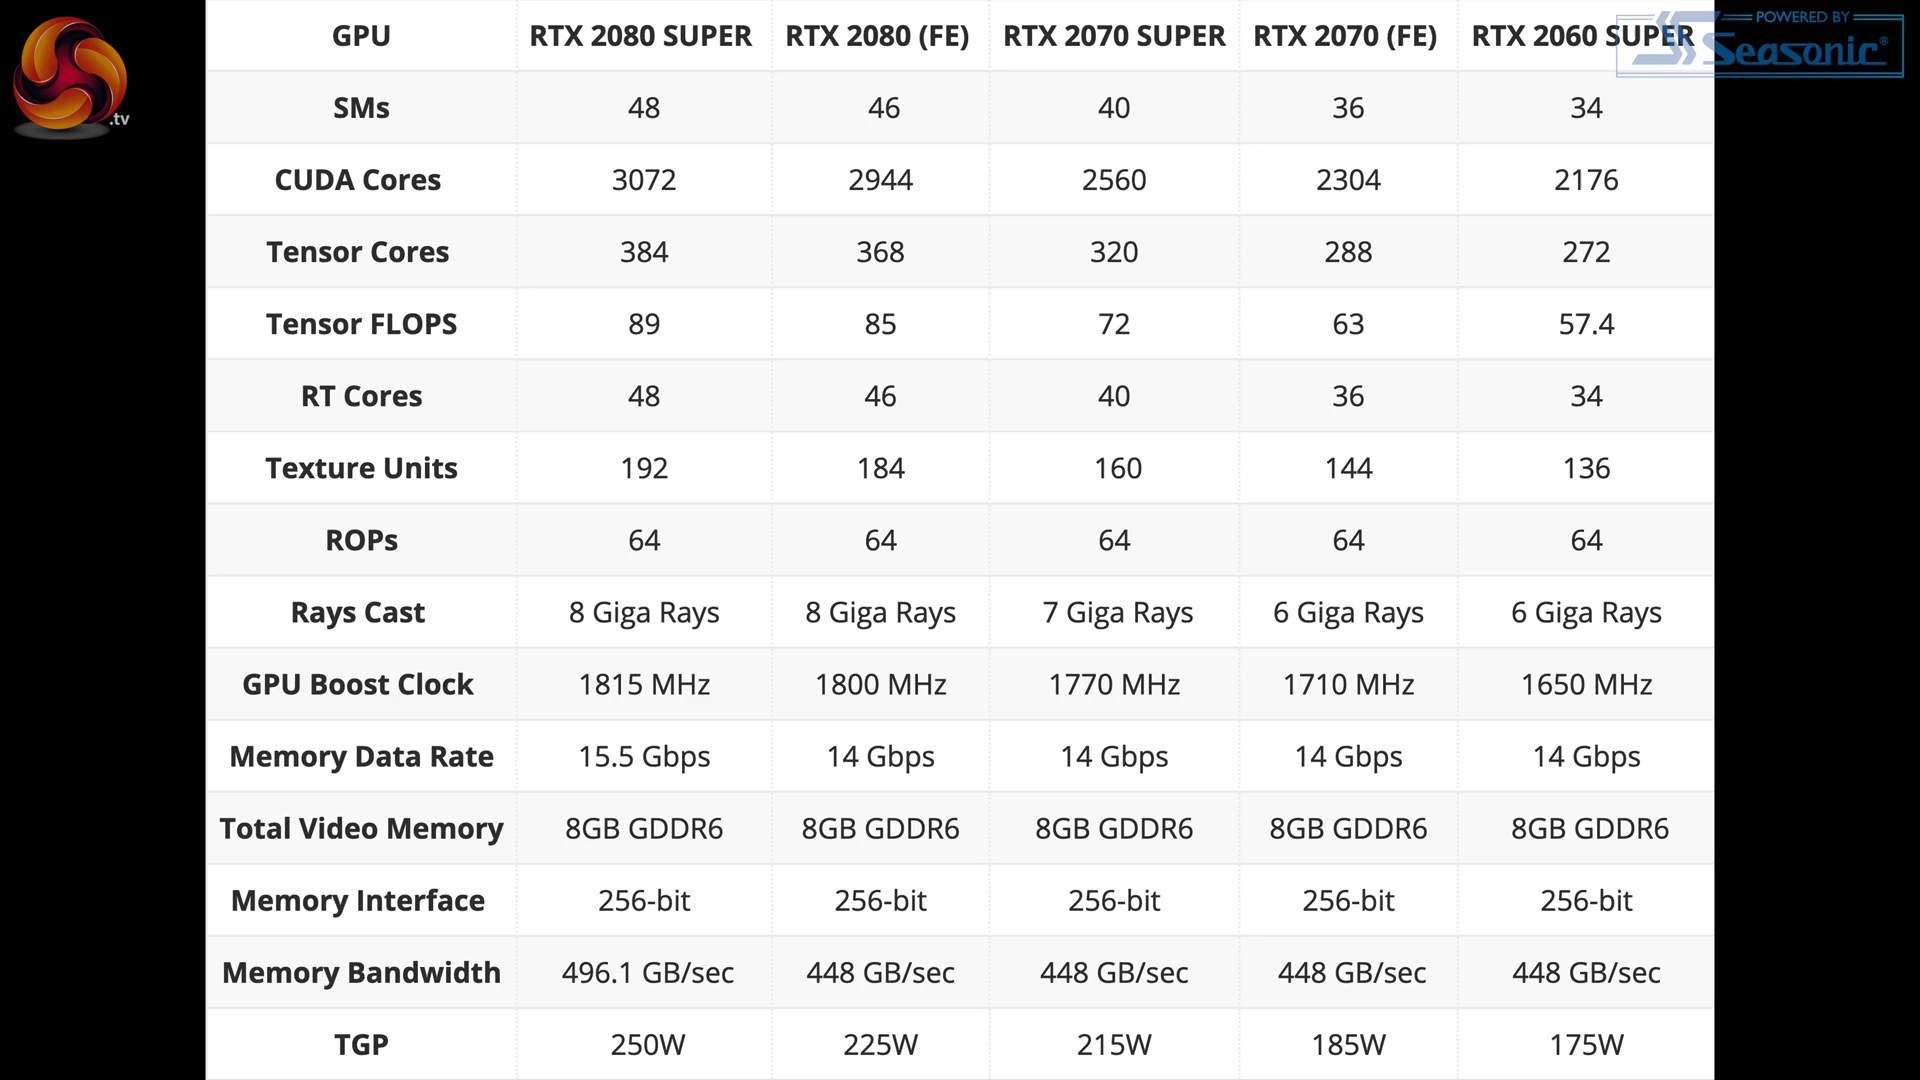 GPU RTX 2080 SUPER RTX 2080 (FE) RTX 2070 SUPER RTX 2070 (FE) RTX 2060 SUPER
POWERED BY
Seasonic®
.tv
SMs 48 46 40 36 34
CUDA Cores 3072 2944 2560 2304 2176
Tensor Cores 384 368 320 288 272
Tensor FLOPS 89 85 72 63 57.4
RT Cores 48 46 40 36 34
Texture Units 192 184 160 144 136
ROPs 64 64 64 64 64
Rays Cast 8 Giga Rays 8 Giga Rays 7 Giga Rays 6 Giga Rays 6 Giga Rays
GPU Boost Clock 1815 MHz 1800 MHz 1770 MHz 1710 MHz 1650 MHz
Memory Data Rate 15.5 Gbps 14 Gbps 14 Gbps 14 Gbps 14 Gbps
Total Video Memory 8GB GDDR6 8GB GDDR6 8GB GDDR6 8GB GDDR6 8GB GDDR6
Memory Interface 256-bit 256-bit 256-bit 256-bit 256-bit
Memory Bandwidth 496.1 GB/sec 448 GB/sec 448 GB/sec 448 GB/sec 448 GB/sec
TGP 250W 225W 215W 185W 175W